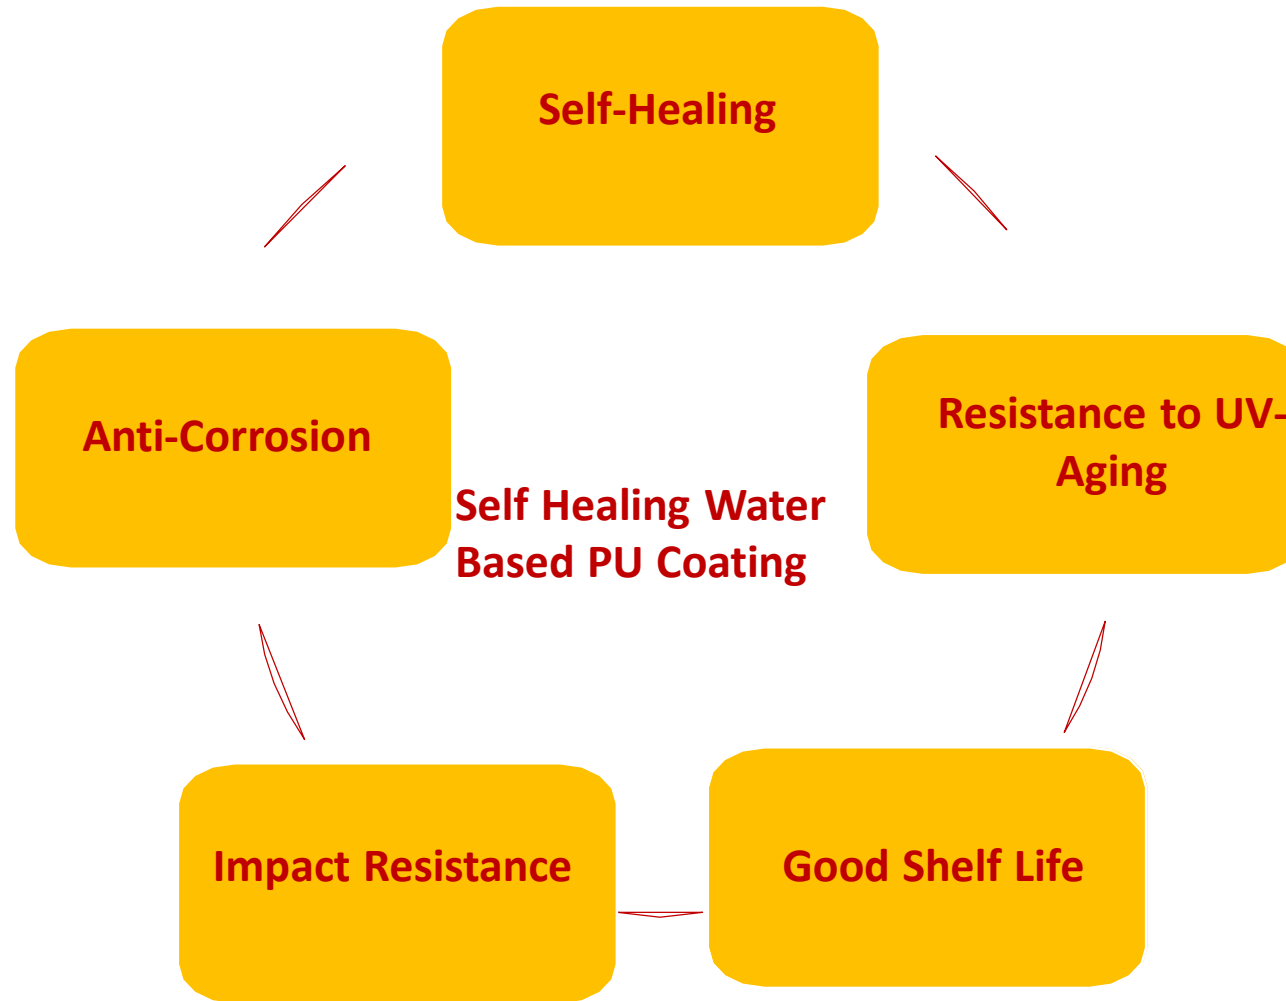 Self-Healing
Anti-Corrosion
Resistance to UV-
Aging
Self Healing Water
Based PU Coating
Impact Resistance
Good Shelf Life